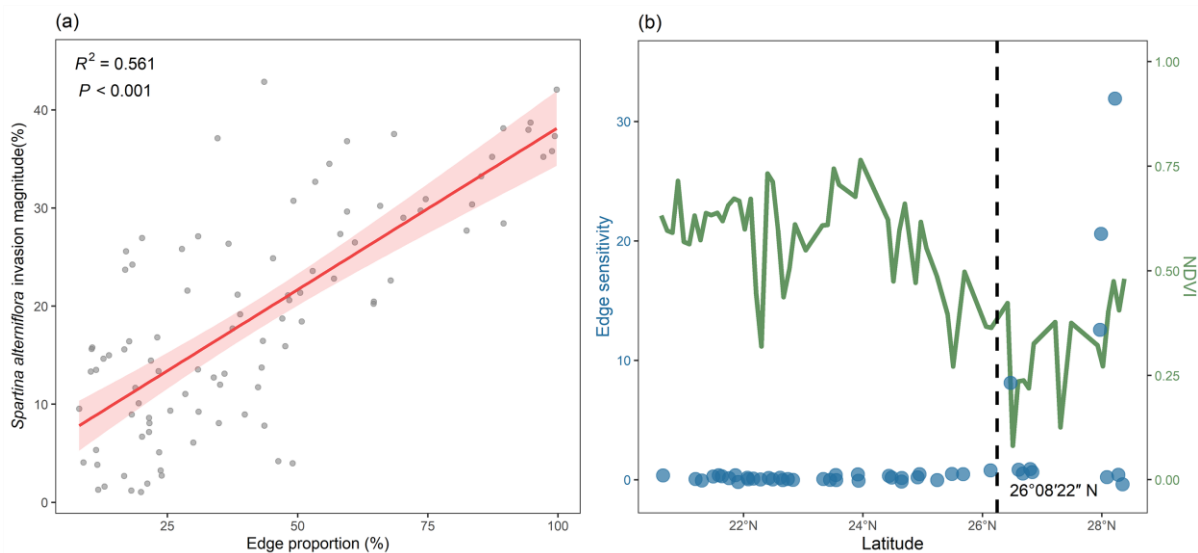 (a)
R² = 0.561
P < 0.001
Spartina alterniflora invasion magnitude(%)
40
30
20
10
0
25
50
75
100
Edge proportion (%)
(b)
Edge sensitivity
30
20
10
0
22°N
24°N
26°N
28°N
Latitude
26°08′22″ N
1.00
0.75
0.50
0.25
0.00
NDVI